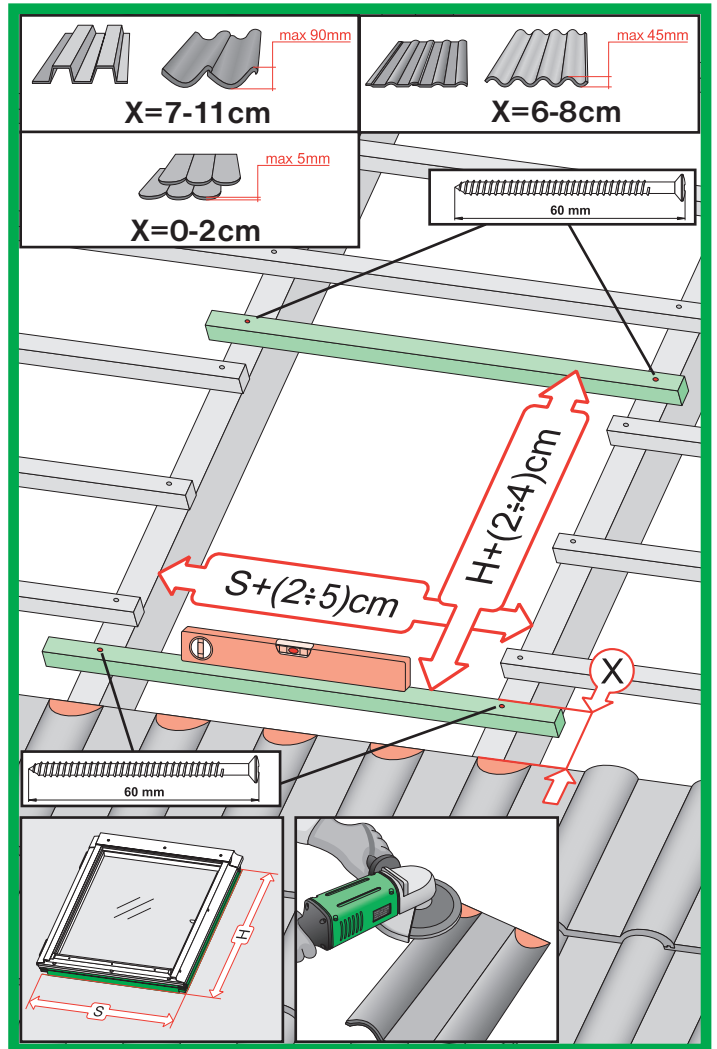 max 90mm
X=7-11cm
max 45mm
X=6-8cm
max 5mm
X=0-2cm
60 mm
H+(2÷4)cm
S+(2÷5)cm
X
60 mm
H
S